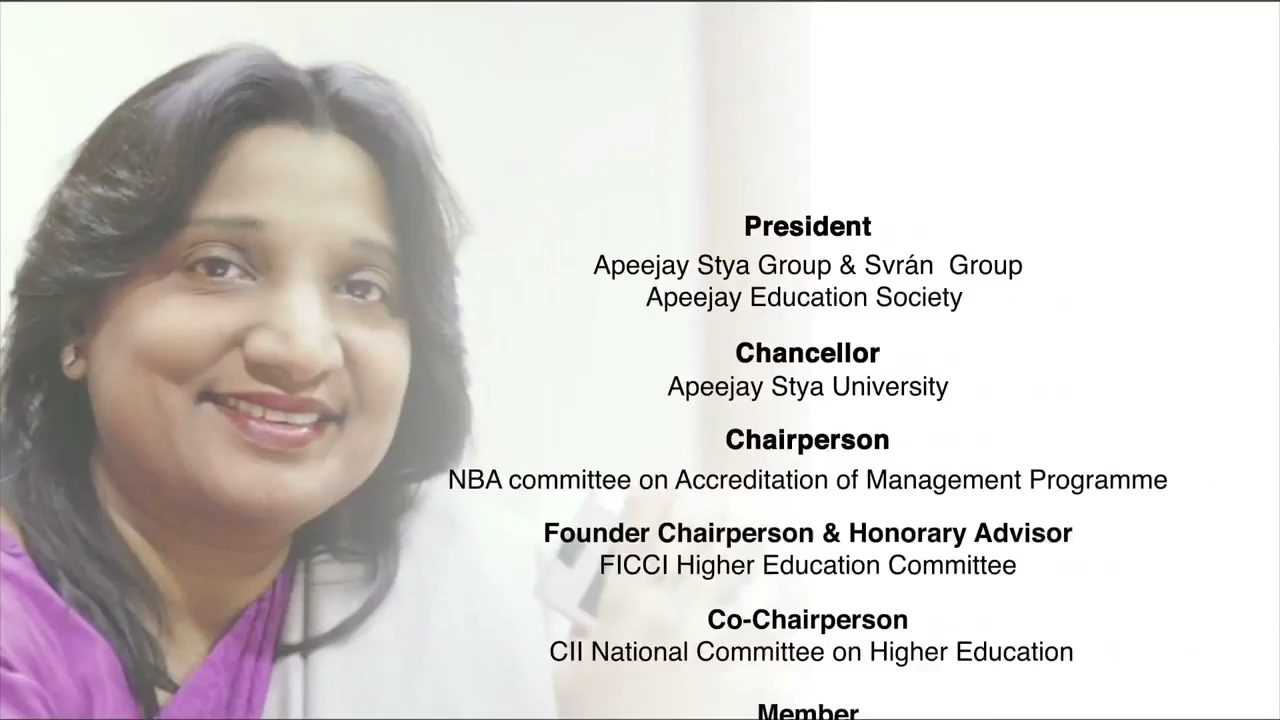 President
Apeejay Stya Group & Svrán Group
Apeejay Education Society
Chancellor
Apeejay Stya University
Chairperson
NBA committee on Accreditation of Management Programme
Founder Chairperson & Honorary Advisor
FICCI Higher Education Committee
Co-Chairperson
CII National Committee on Higher Education
Member